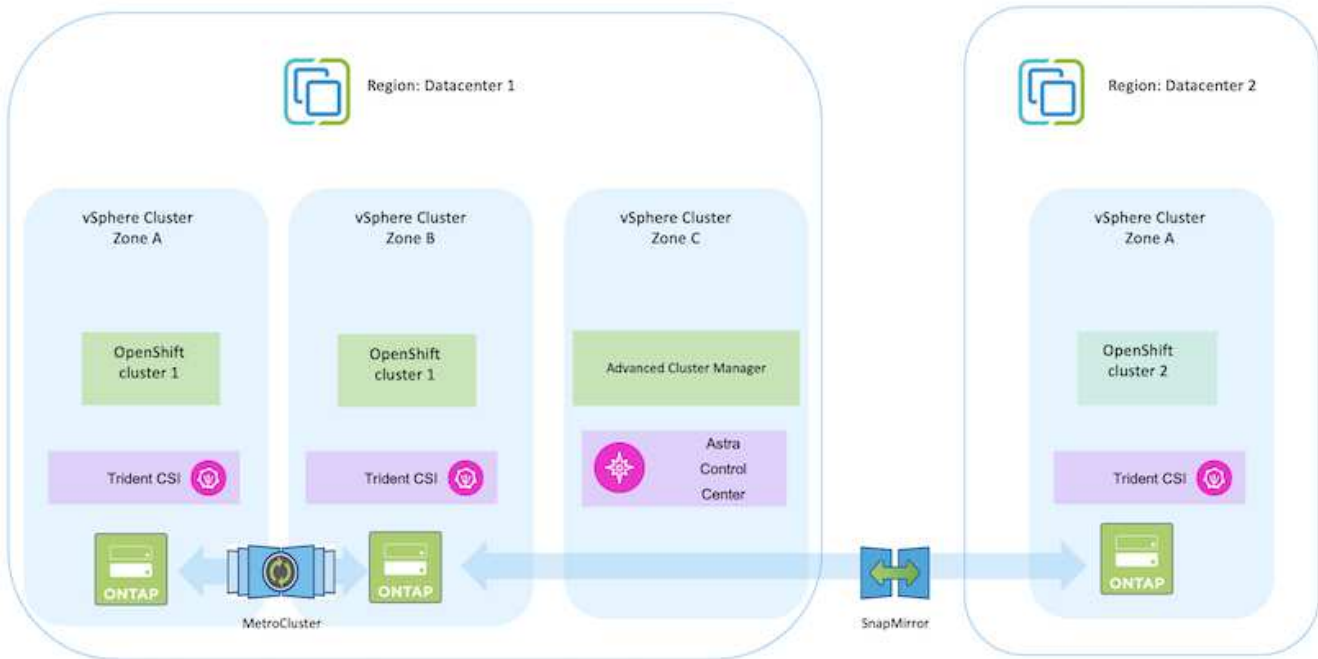 Region: Datacenter 1
Region: Datacenter 2
vSphere Cluster
Zone A
vSphere Cluster
Zone B
vSphere Cluster
Zone C
vSphere Cluster
Zone A
OpenShift
cluster 1
OpenShift
cluster 1
Advanced Cluster Manager
OpenShift
cluster 2
Trident CSI
Trident CSI
Astra
Control
Center
Trident CSI
ONTAP
ONTAP
ONTAP
MetroCluster
SnapMirror